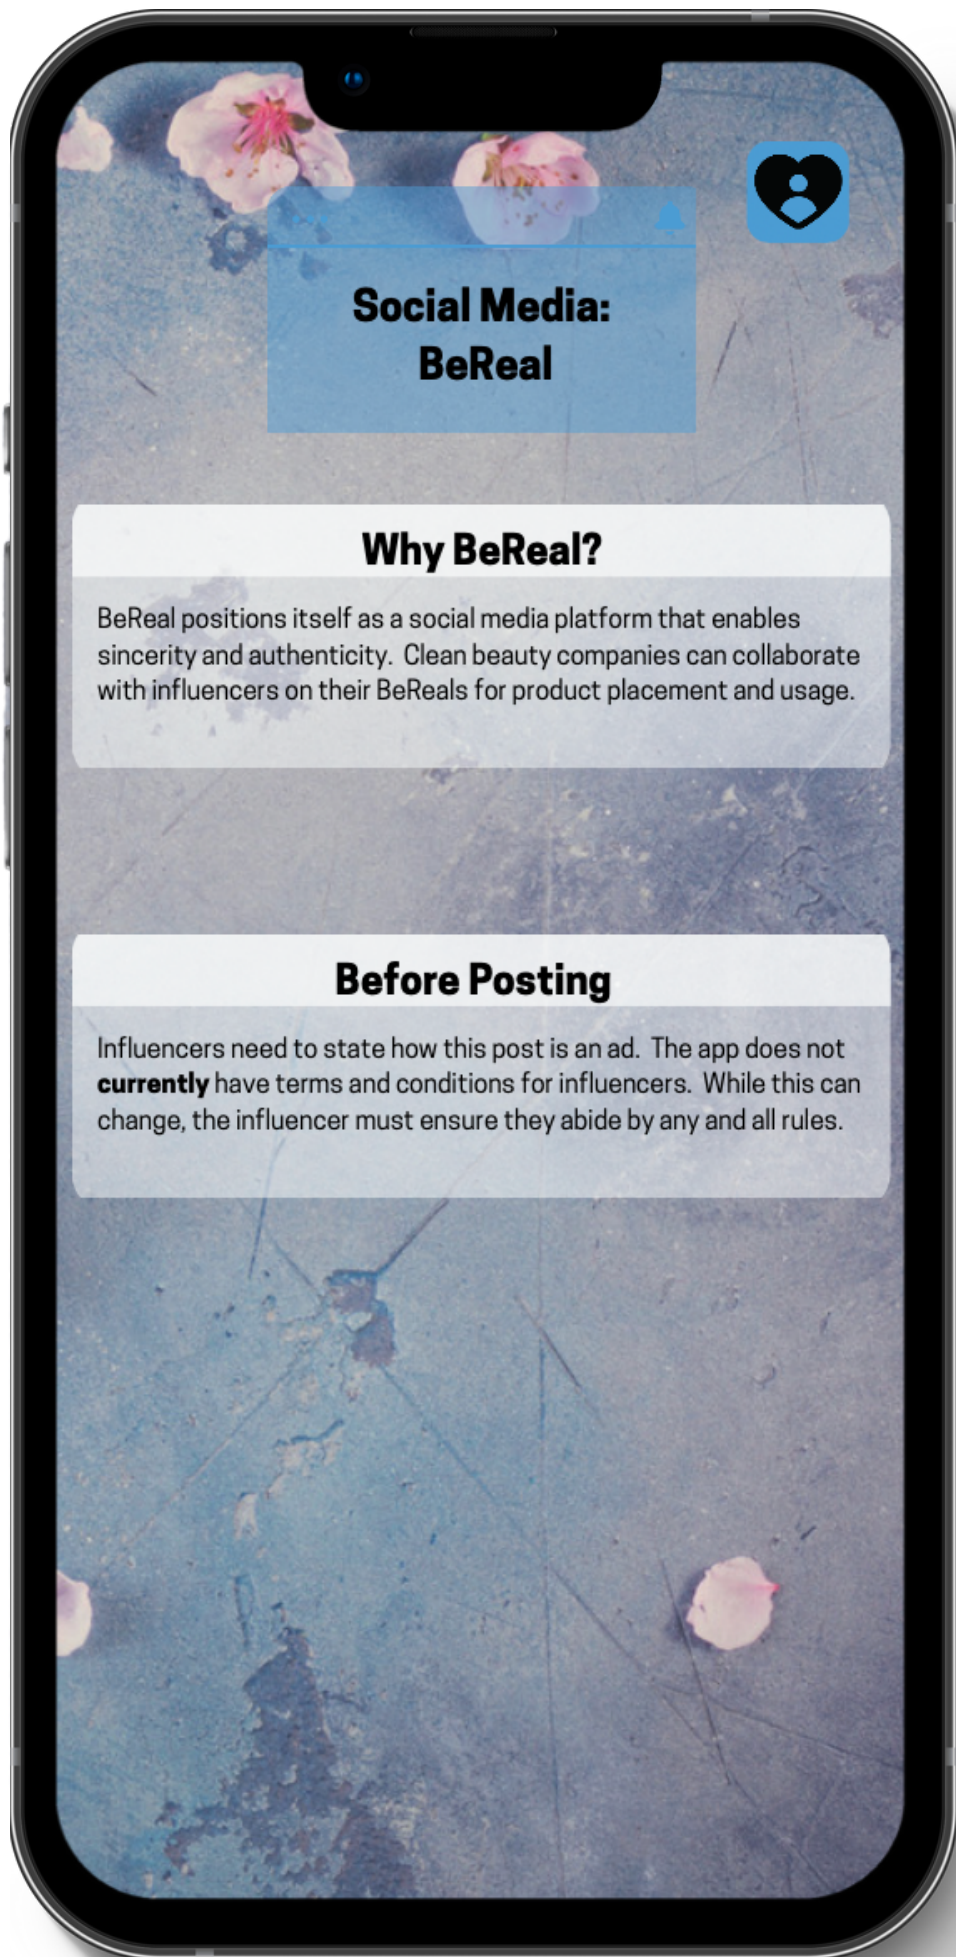 Social Media:
BeReal
Why BeReal?
BeReal positions itself as a social media platform that enables
sincerity and authenticity.  Clean beauty companies can collaborate
with influencers on their BeReals for product placement and usage.
Before Posting
Influencers need to state how this post is an ad.  The app does not
currently have terms and conditions for influencers.  While this can
change, the influencer must ensure they abide by any and all rules.